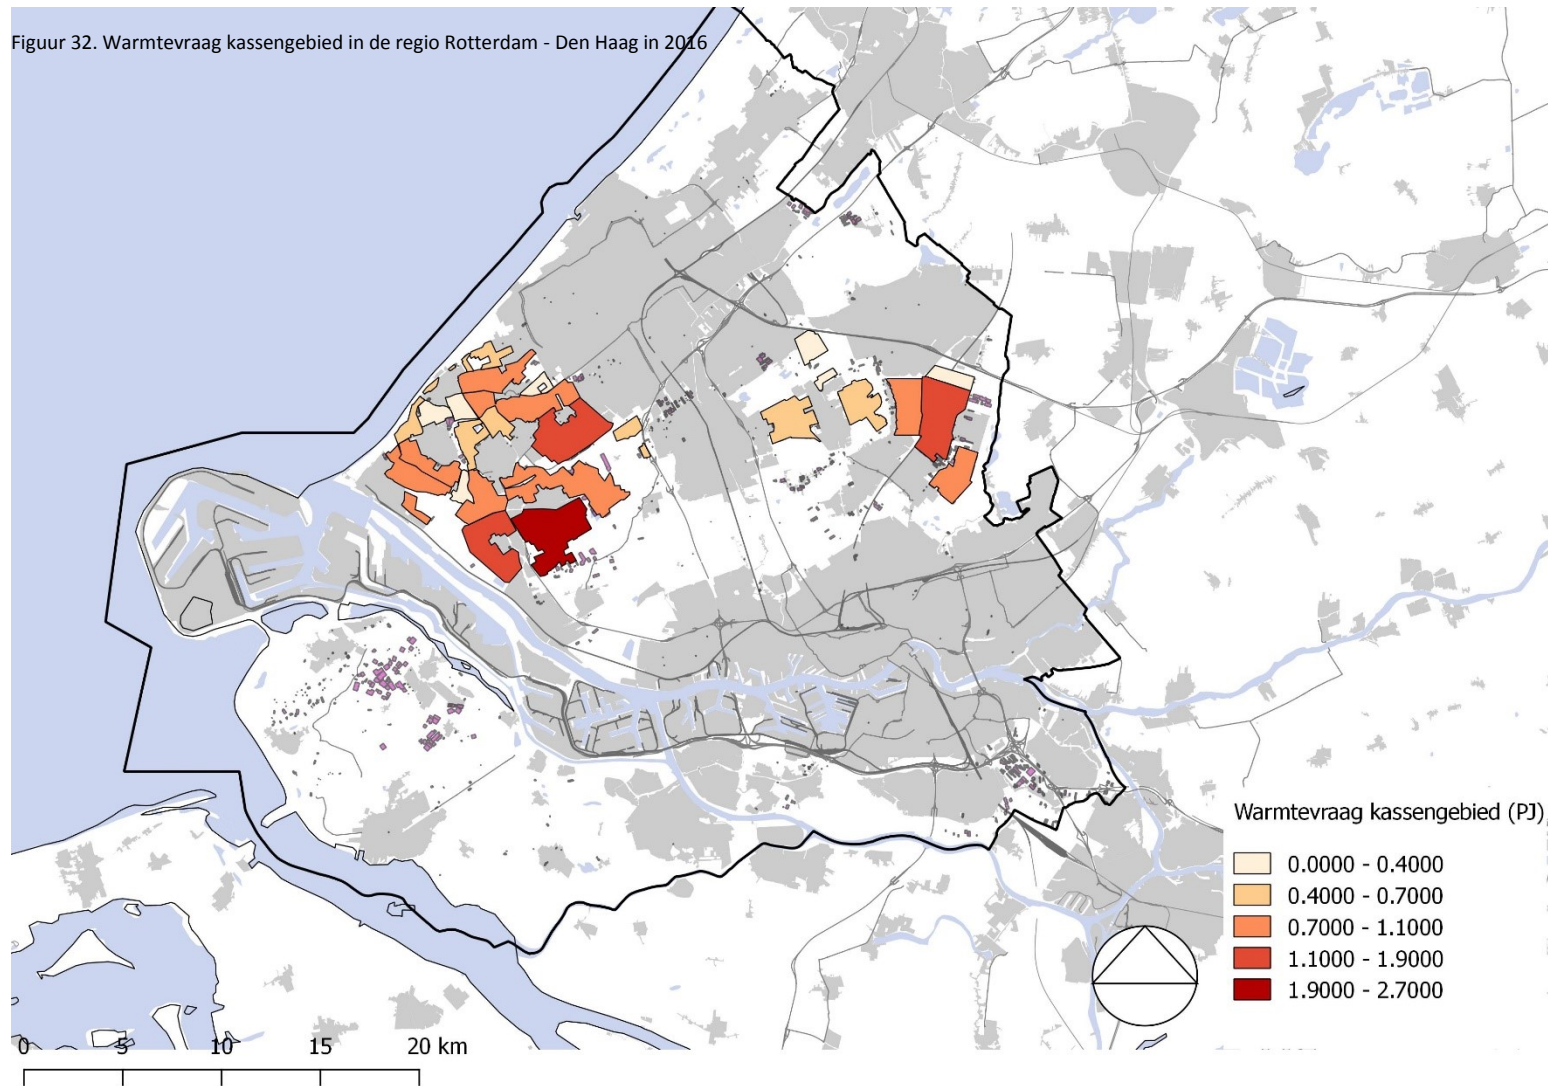 Figuur 32. Warmtevraag kassengebied in de regio Rotterdam - Den Haag in 2016
Warmtevraag kassengebied (PJ)
0.0000 - 0.4000
0.4000 - 0.7000
0.7000 - 1.1000
1.1000 - 1.9000
1.9000 - 2.7000
0 5 10 15 20 km